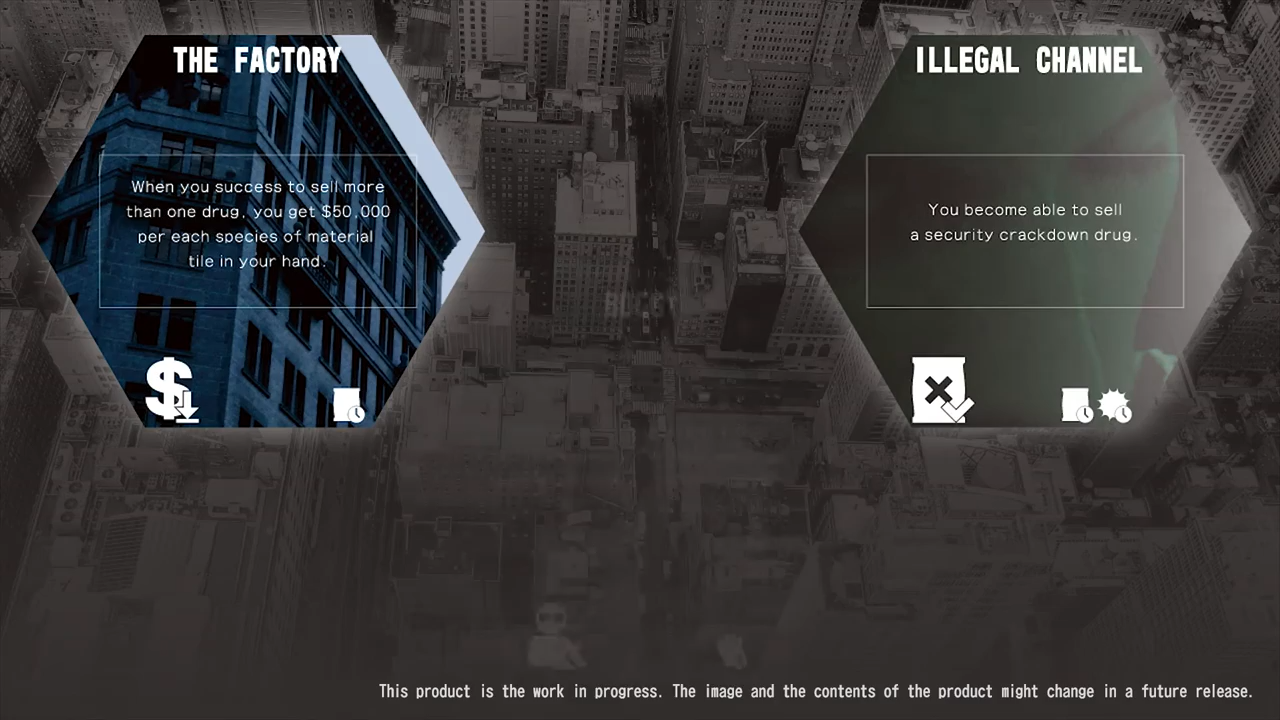 THE FACTORY
When you success to sell more
than one drug, you get $50,000
per each species of material
tile in your hand.
ILLEGAL CHANNEL
You become able to sell
a security crackdown drug.
This product is the work in progress. The image and the contents of the product might change in a future release.